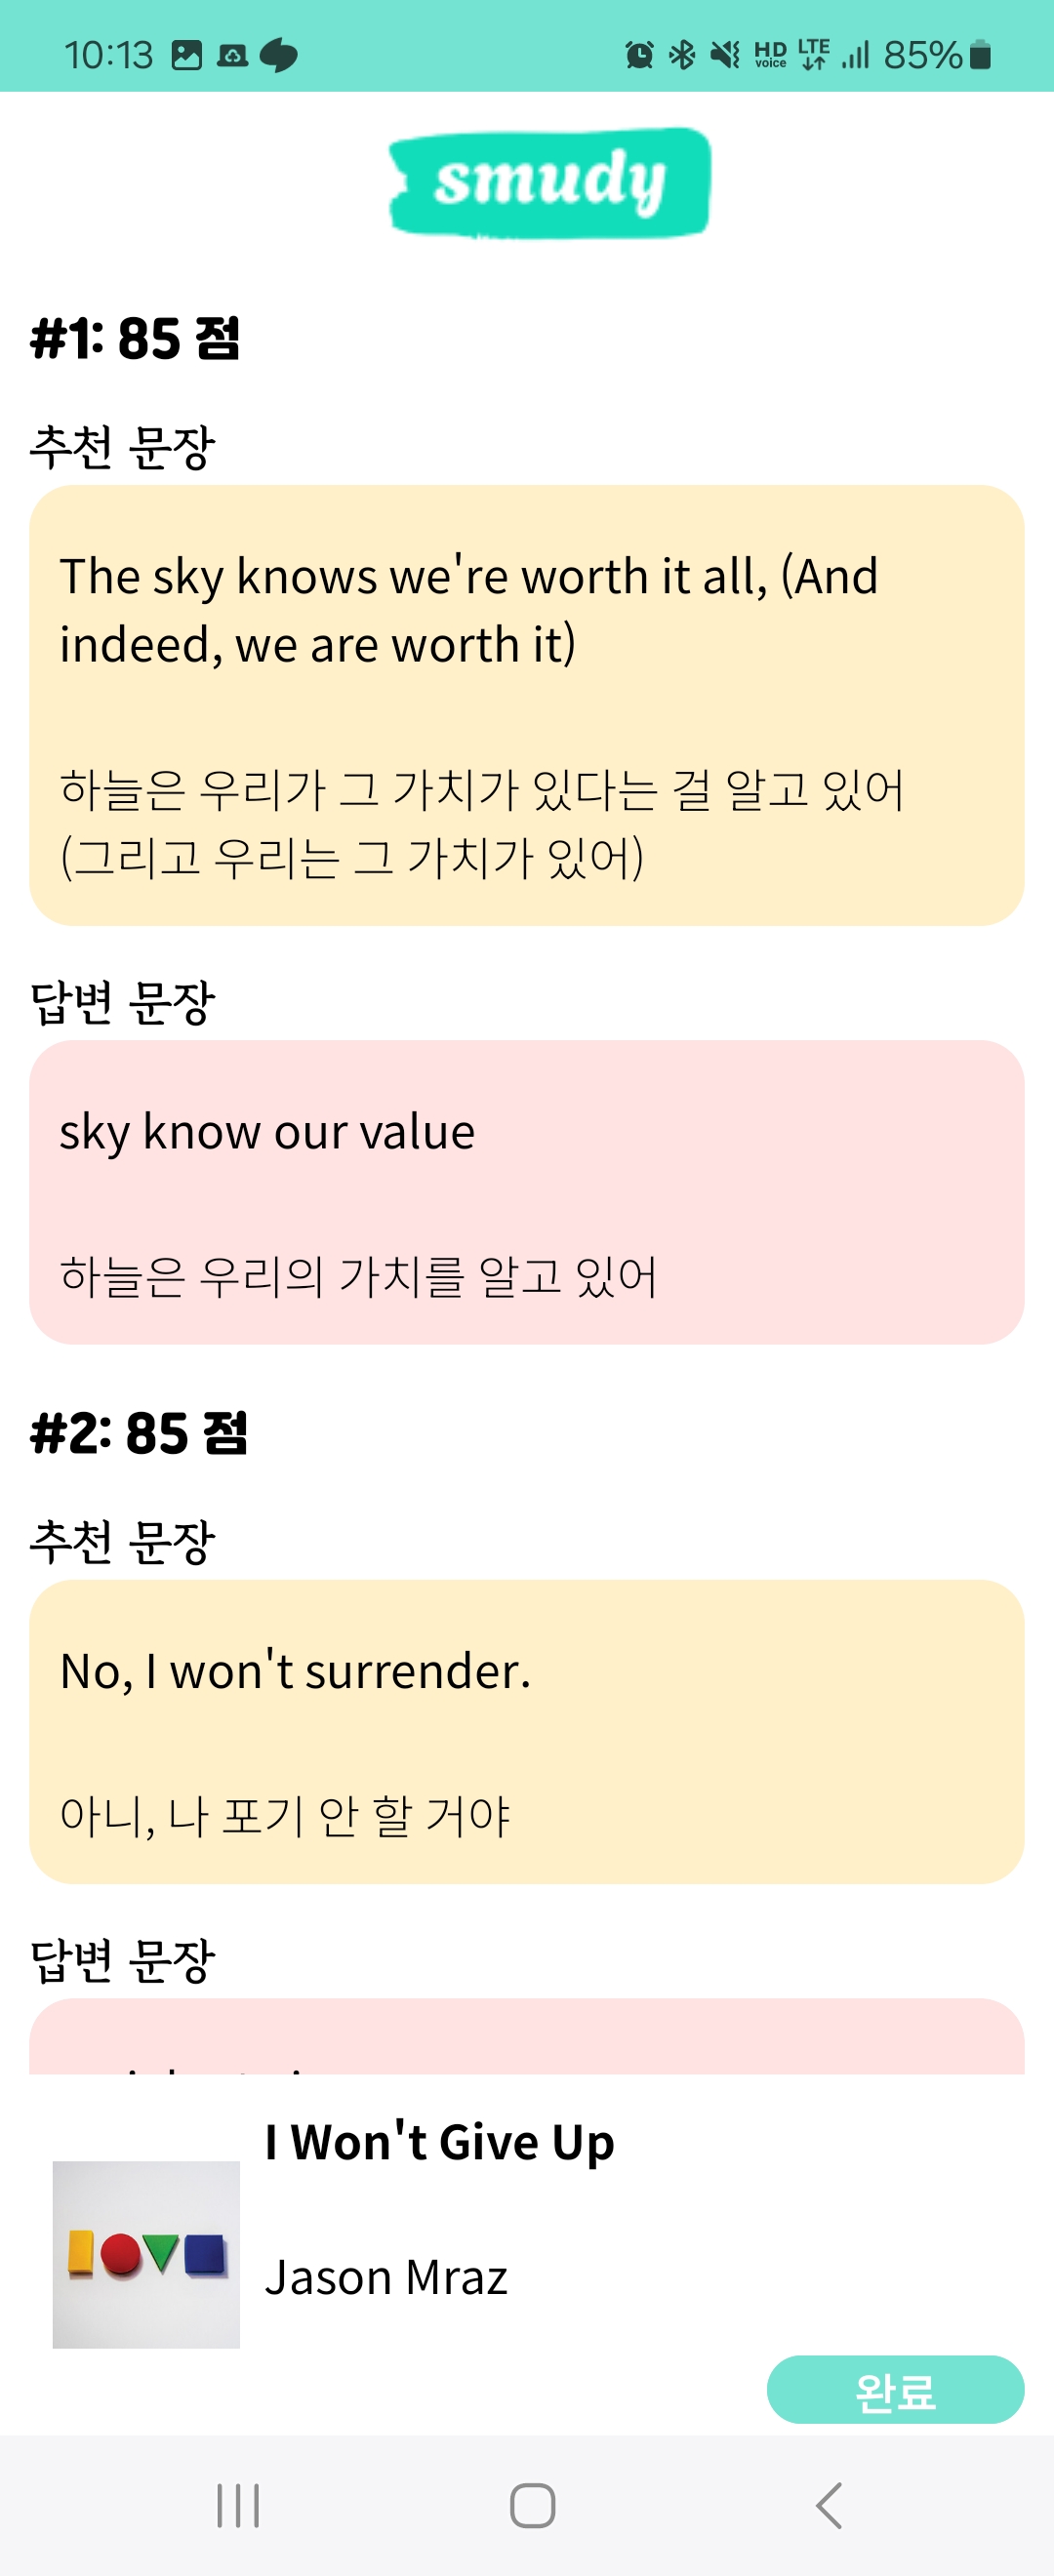 10:13 HD voice LTE 85%
smudy
#1: 85 점
추천 문장
The sky knows we're worth it all, (And
indeed, we are worth it)
하늘은 우리가 그 가치가 있다는 걸 알고 있어
(그리고 우리는 그 가치가 있어)
답변 문장
sky know our value
하늘은 우리의 가치를 알고 있어
#2: 85 점
추천 문장
No, I won't surrender.
아니, 나 포기 안 할 거야
답변 문장
I Won't Give Up
Jason Mraz
완료